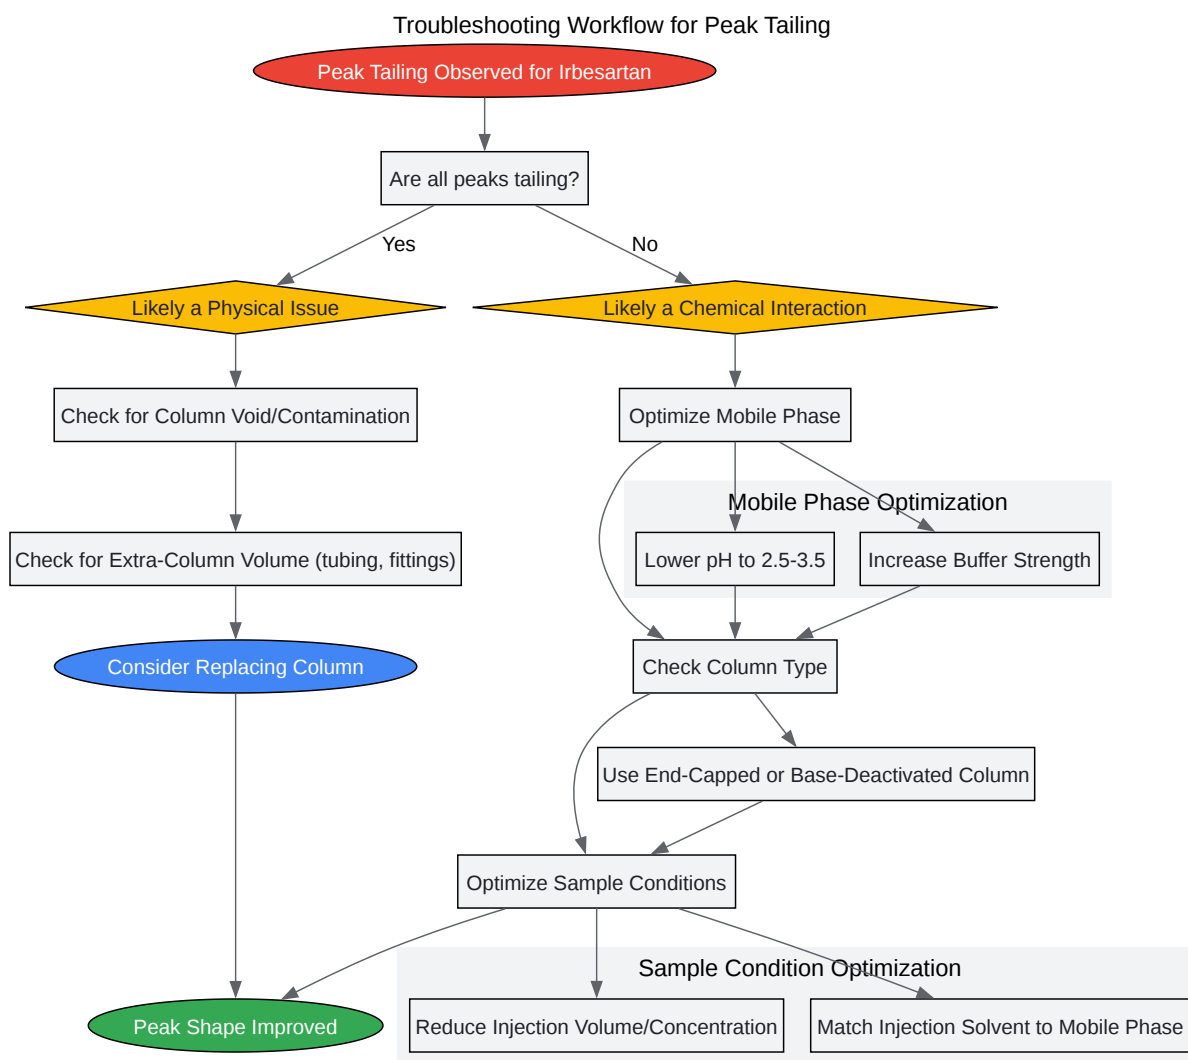 Troubleshooting Workflow for Peak Tailing
Peak Tailing Observed for Irbesartan
Are all peaks tailing?
Yes
No
Likely a Physical Issue
Likely a Chemical Interaction
Check for Column Void/Contamination
Optimize Mobile Phase
Mobile Phase Optimization
Check for Extra-Column Volume (tubing, fittings)
Lower pH to 2.5-3.5
Increase Buffer Strength
Consider Replacing Column
Check Column Type
Use End-Capped or Base-Deactivated Column
Optimize Sample Conditions
Sample Condition Optimization
Peak Shape Improved
Reduce Injection Volume/Concentration
Match Injection Solvent to Mobile Phase